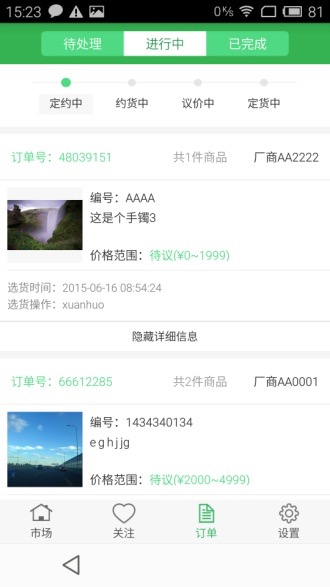 15:23 0K/s 81
待处理 进行中 已完成
定约中 约货中 议价中 定货中
订单号：48039151 共1件商品 厂商AA2222
编号：AAAA
这是个手镯3
价格范围：待议(¥0~1999)
选货时间：2015-06-16 08:54:24
选货操作：xuanhuo
隐藏详细信息
订单号：66612285 共2件商品 厂商AA0001
编号：1434340134
eghjjg
价格范围：待议(¥2000~4999)
市场 关注 订单 设置